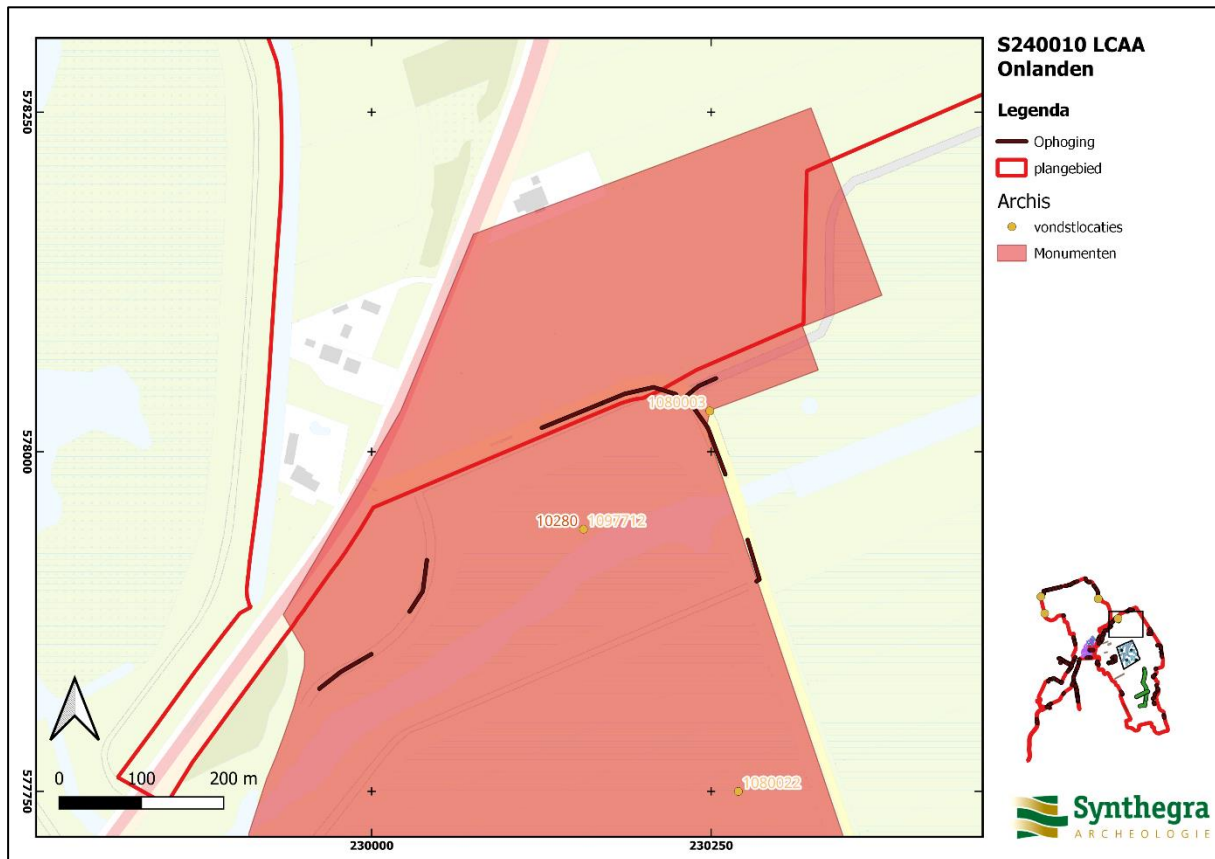 S240010 LCAA
Onlanden
Legenda
Ophoging
plangebied
Archis
vondstlocaties
Monumenten
578250
578000
577750
1080003
10280 1097712
1080022
0 100 200 m
230000 230250
Synthegra
ARCHEOLOGIE